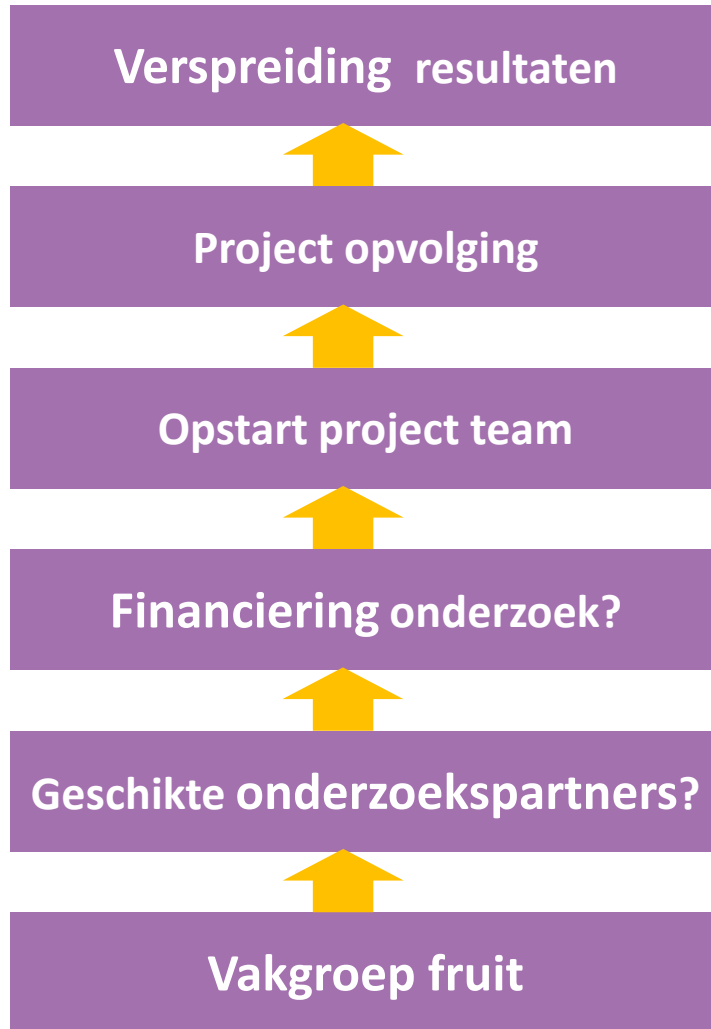 Verspreiding resultaten
Project opvolging
Opstart project team
Financiering onderzoek?
Geschikte onderzoekspartners?
Vakgroep fruit